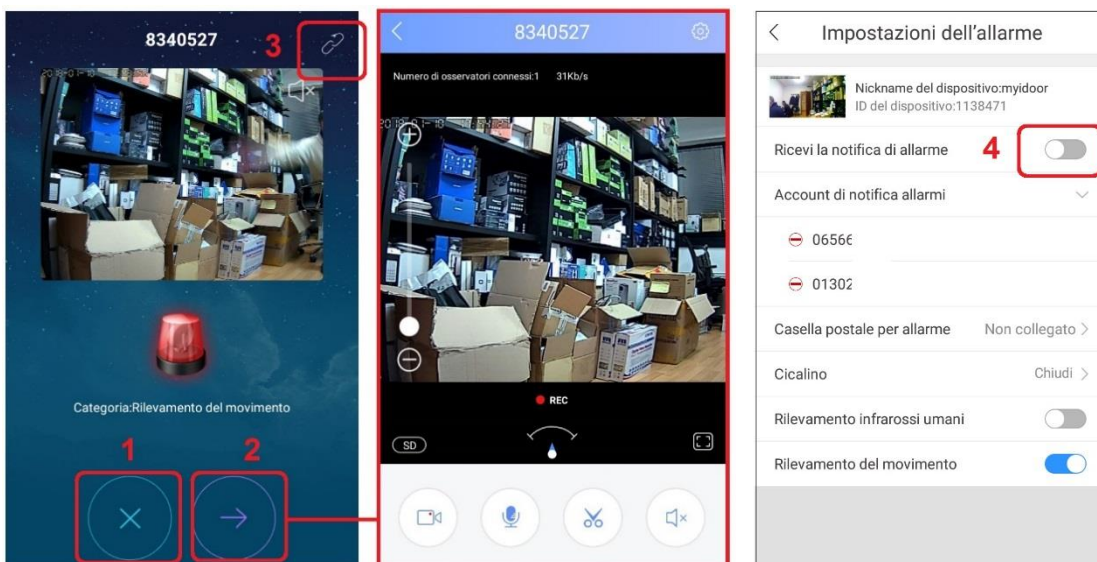 8340527
3
Categoria:Rilevamento del movimento
1
2
8340527
Numero di osservatori connessi:1 31Kb/s
REC
SD
Impostazioni dell'allarme
Nickname del dispositivo:myidoor
ID del dispositivo:1138471
Ricevi la notifica di allarme
4
Account di notifica allarmi
06566
01302
Casella postale per allarme Non collegato
Cicalino Chiudi
Rilevamento infrarossi umani
Rilevamento del movimento